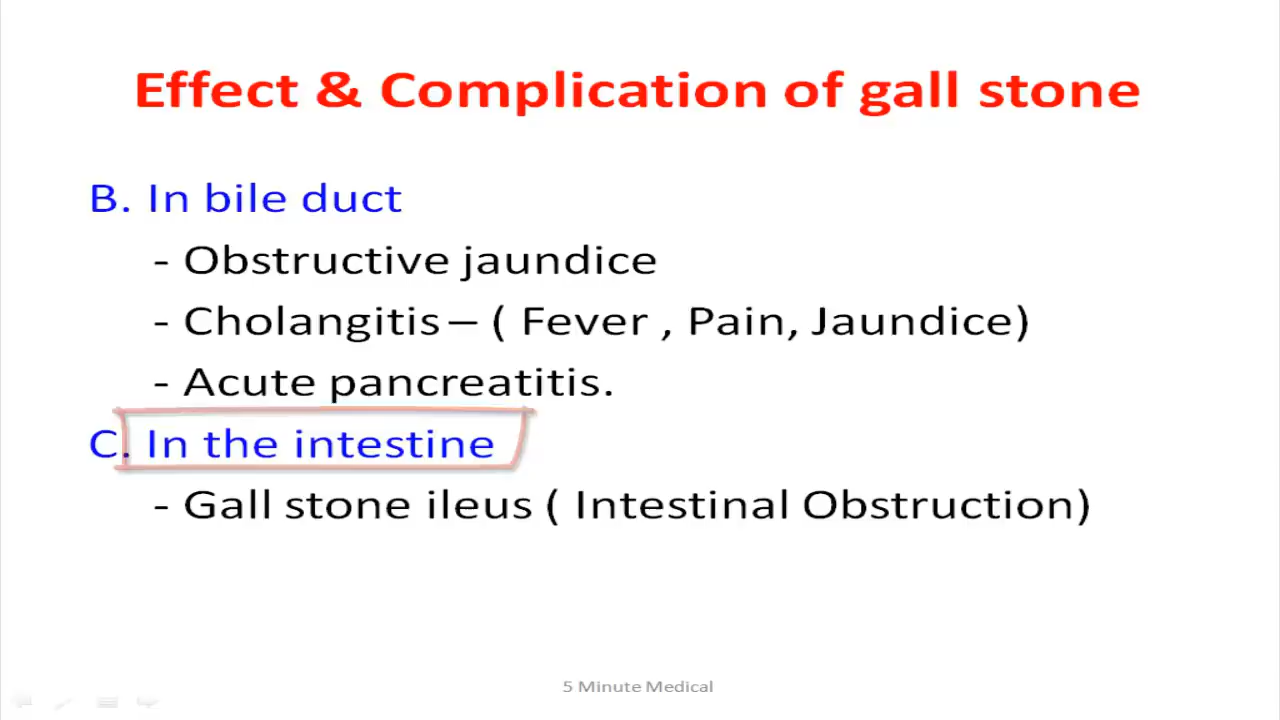 Effect & Complication of gall stone
B. In bile duct
- Obstructive jaundice
- Cholangitis – ( Fever , Pain, Jaundice)
- Acute pancreatitis.
C. In the intestine
- Gall stone ileus ( Intestinal Obstruction)
5 Minute Medical